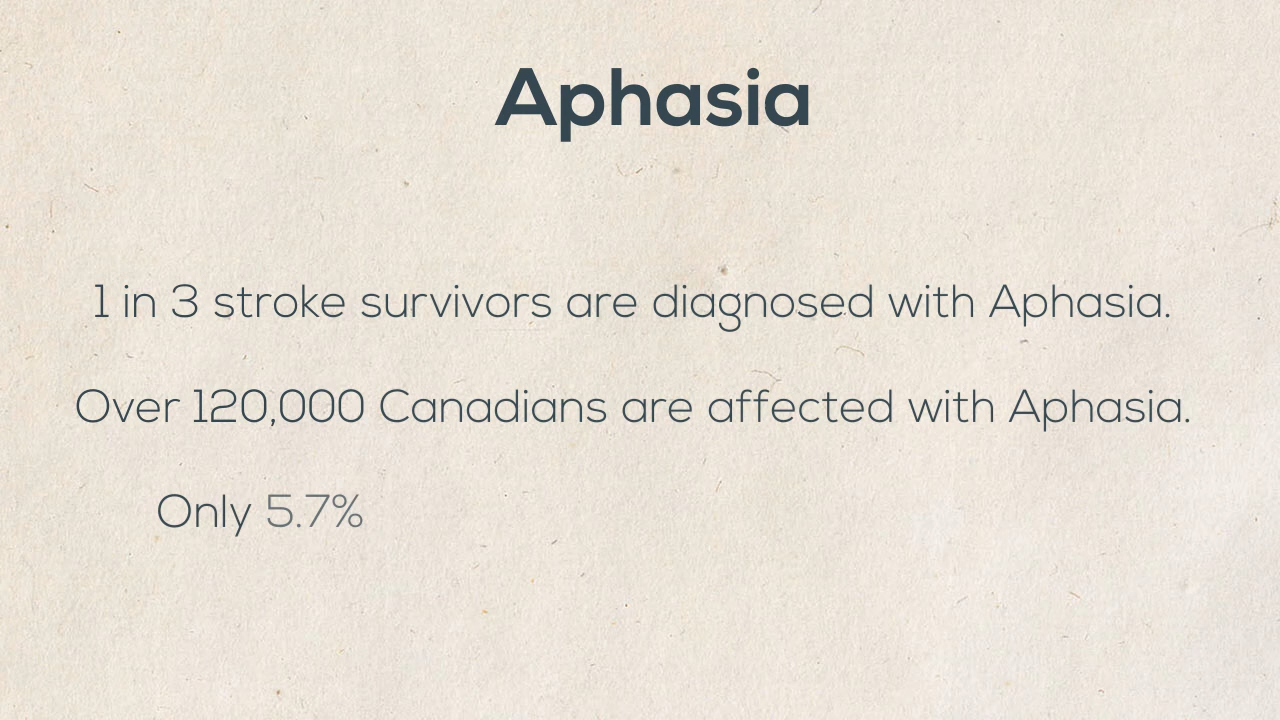 Aphasia
1 in 3 stroke survivors are diagnosed with Aphasia.
Over 120,000 Canadians are affected with Aphasia.
Only 5.7%